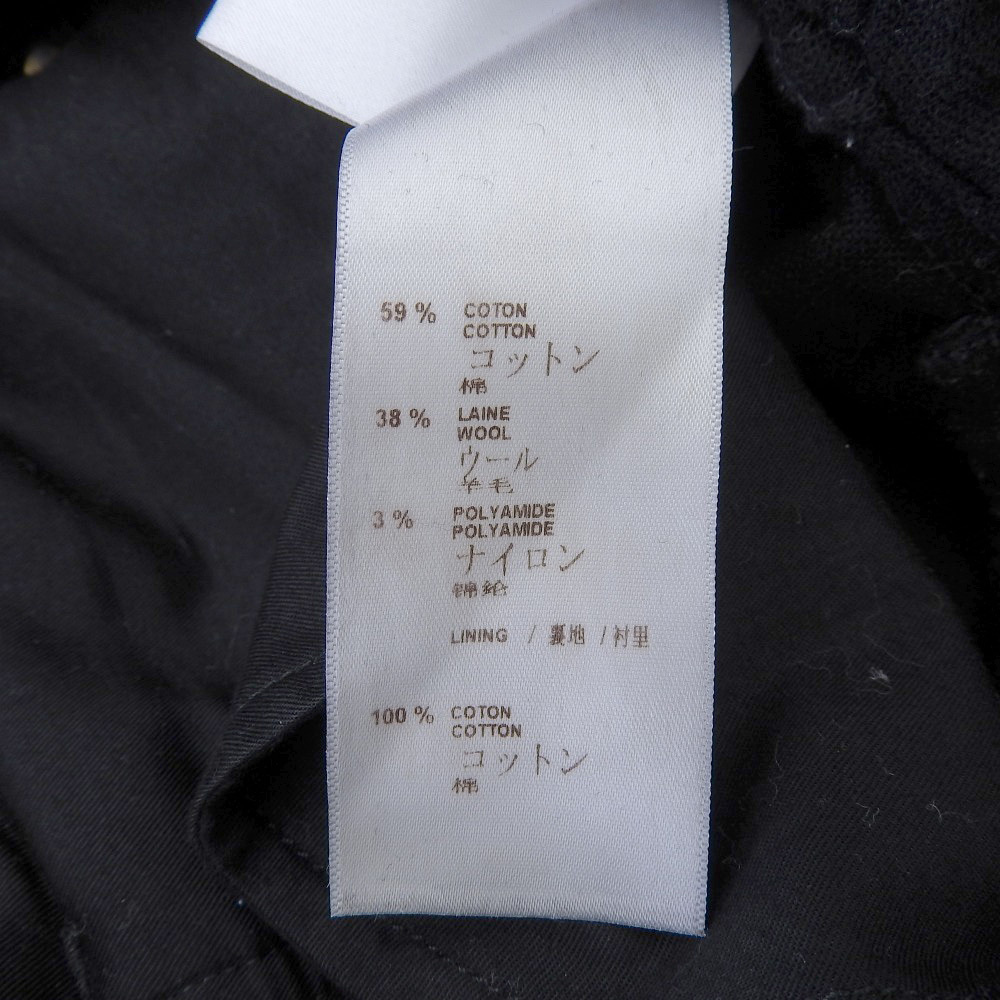 59 % COTON
COTTON
コットン
棉
38 % LAINE
WOOL
ウール
羊毛
3 % POLYAMIDE
POLYAMIDE
ナイロン
锦纶
LINING / 裏地 / 衬里
100 % COTON
COTTON
コットン
棉